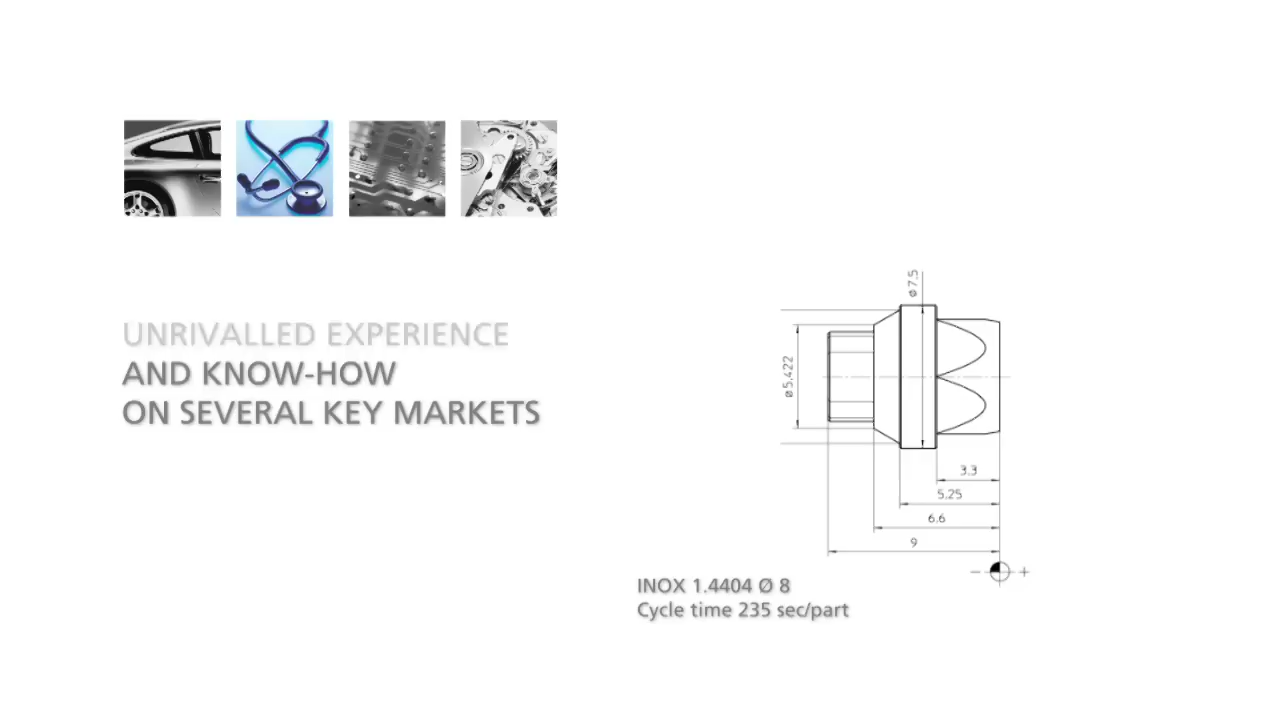 UNRIVALLED EXPERIENCE
AND KNOW-HOW
ON SEVERAL KEY MARKETS
ø7.5
ø5.422
3.3
5.25
6.6
9
- +
INOX 1.4404 Ø 8
Cycle time 235 sec/part